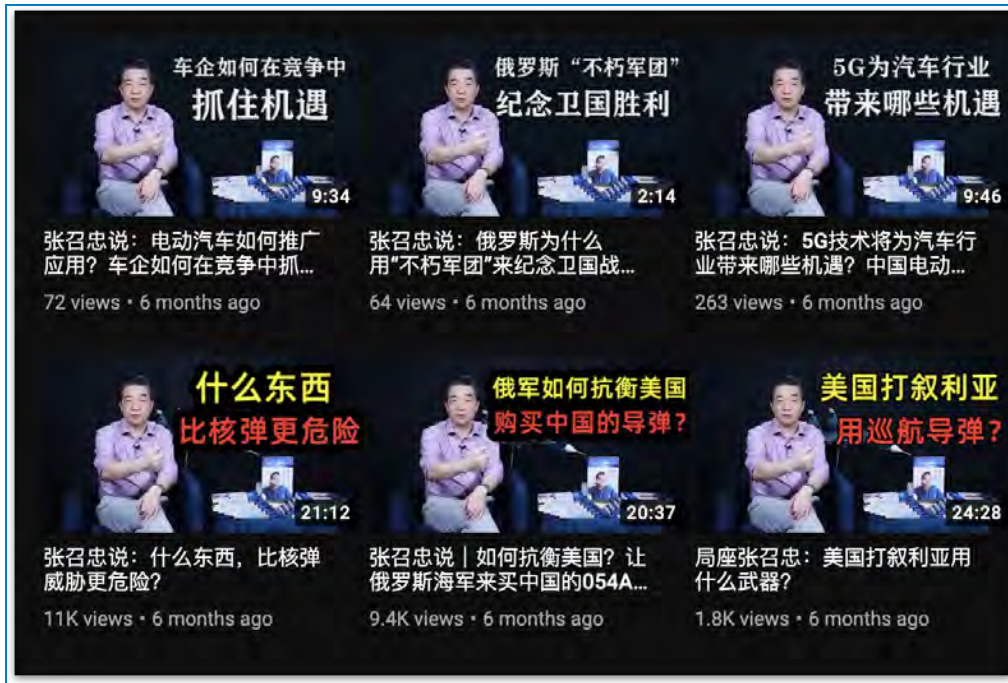 车企如何在竞争中
抓住机遇
9:34
俄罗斯“不朽军团”
纪念卫国胜利
2:14
5G为汽车行业
带来哪些机遇
9:46
张召忠说：电动汽车如何推广
应用？车企如何在竞争中抓...
72 views • 6 months ago
张召忠说：俄罗斯为什么
用“不朽军团”来纪念卫国战...
64 views • 6 months ago
张召忠说：5G技术将为汽车行
业带来哪些机遇？中国电动...
263 views • 6 months ago
什么东西
比核弹更危险
21:12
俄军如何抗衡美国
购买中国的导弹?
20:37
美国打叙利亚
用巡航导弹?
24:28
张召忠说：什么东西，比核弹
威胁更危险？
11K views • 6 months ago
张召忠说｜如何抗衡美国？让
俄罗斯海军来买中国的054A...
9.4K views • 6 months ago
局座张召忠：美国打叙利亚用
什么武器？
1.8K views • 6 months ago